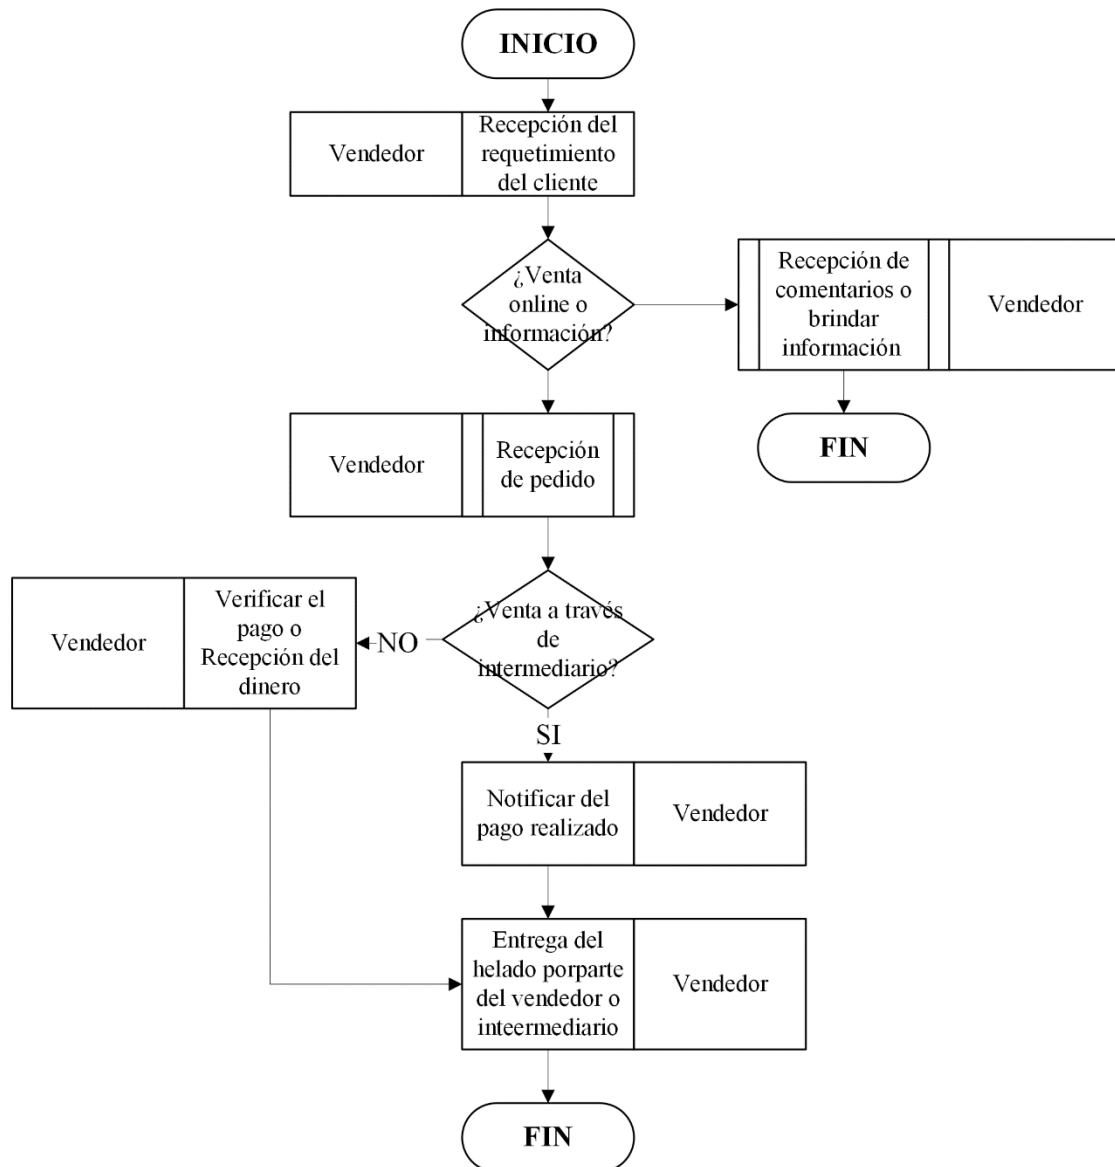 INICIO
Vendedor
Recepción del
requetimiento
del cliente
¿Venta
online o
información?
Recepción de
comentarios o
brindar
información
Vendedor
FIN
Vendedor
Recepción
de pedido
¿Venta a través
de
intermediario?
NO
Vendedor
Verificar el
pago o
Recepción del
dinero
SI
Notificar del
pago realizado
Vendedor
Entrega del
helado porparte
del vendedor o
inteermediario
Vendedor
FIN